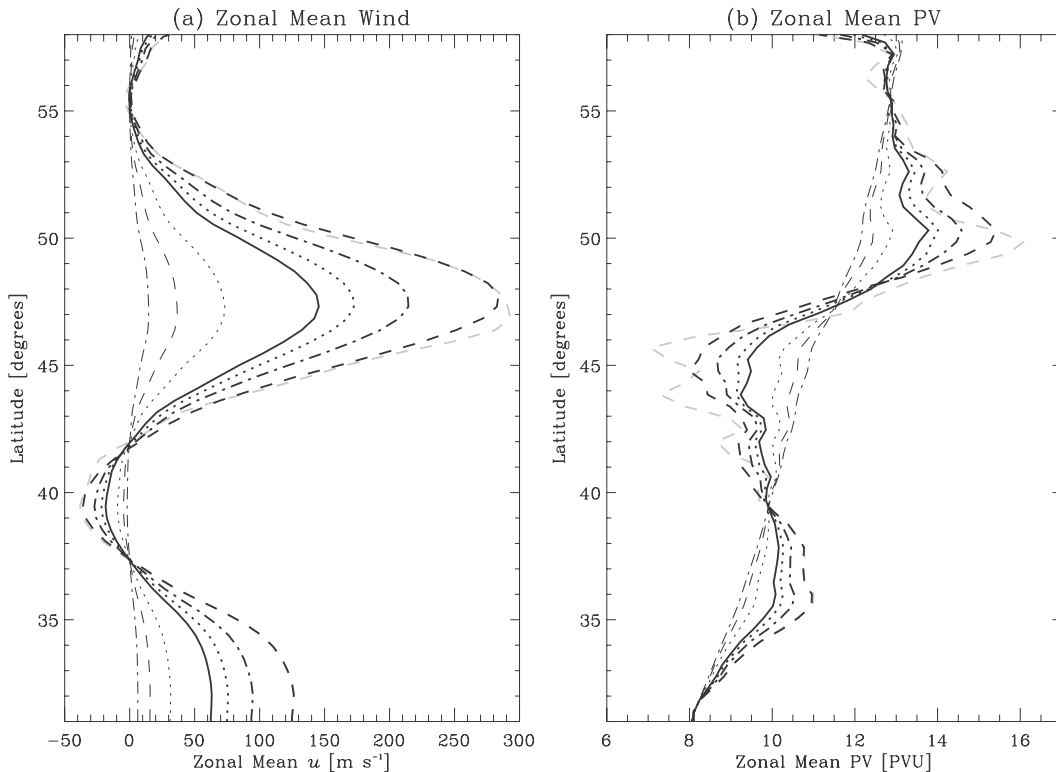 (a) Zonal Mean Wind
(b) Zonal Mean PV
Latitude [degrees]
55
50
45
40
35
−50 0 50 100 150 200 250 300
Zonal Mean u [m s⁻¹]
Latitude [degrees]
55
50
45
40
35
6 8 10 12 14 16
Zonal Mean PV [PVU]